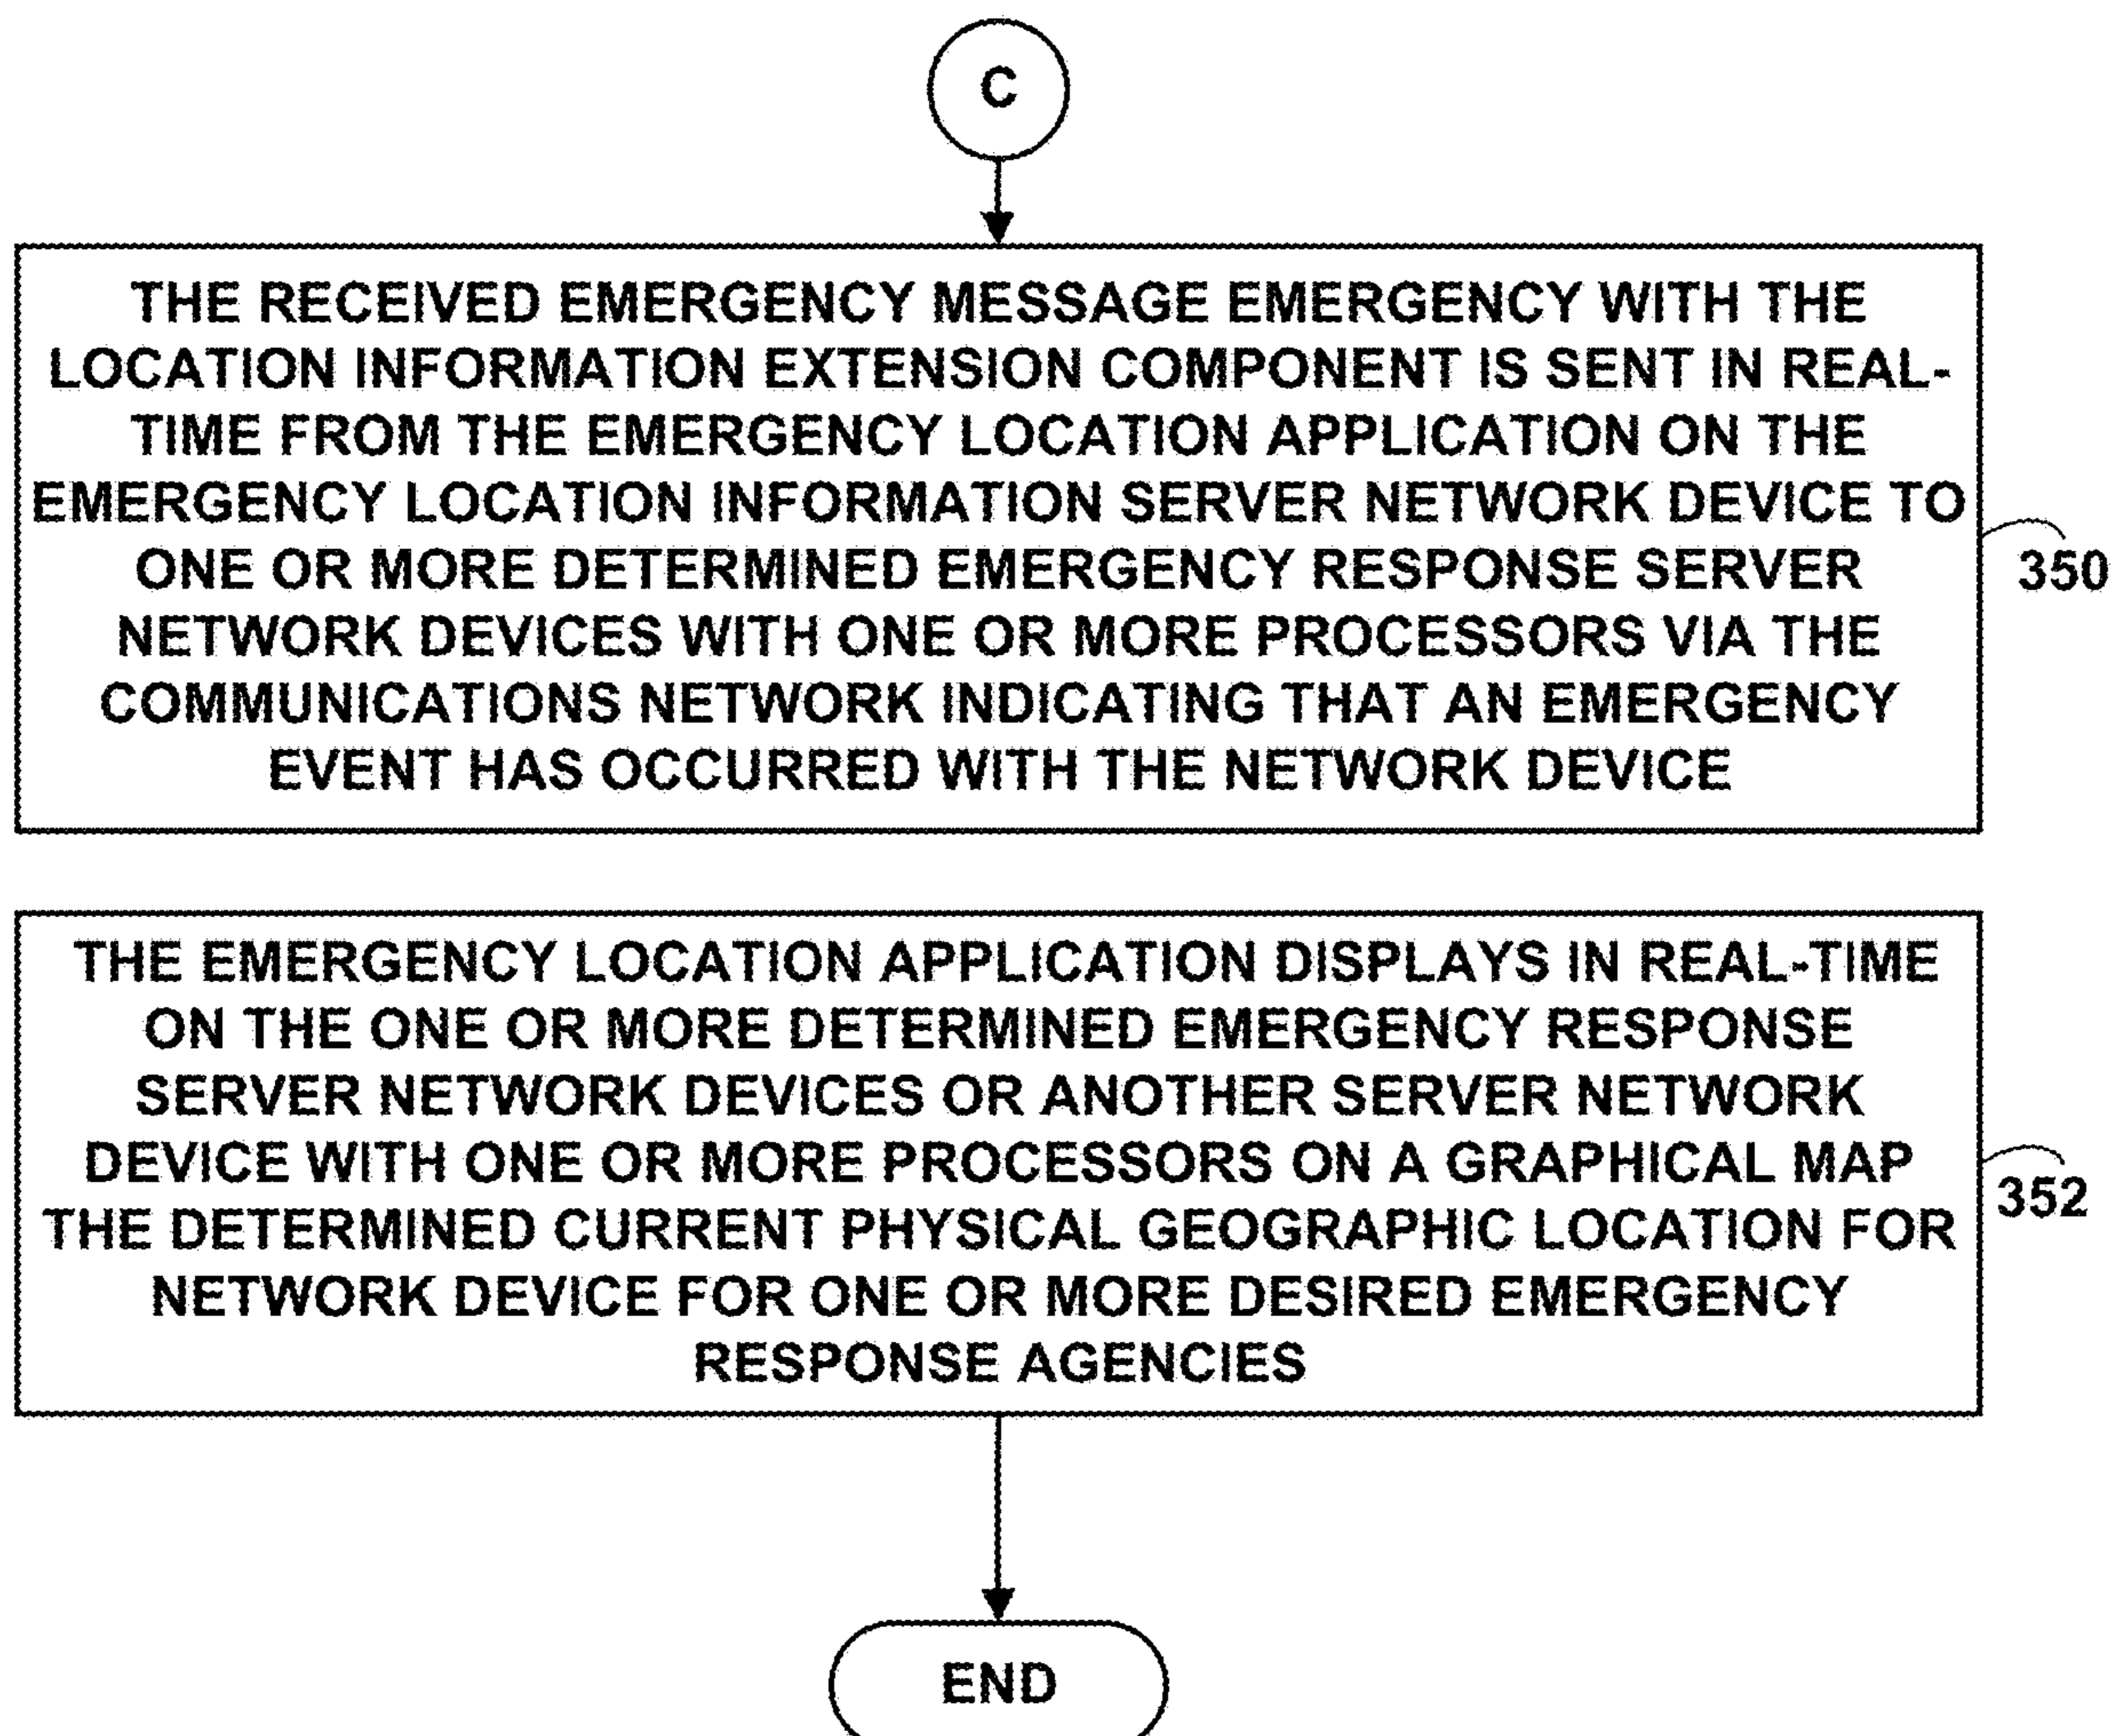 C
THE RECEIVED EMERGENCY MESSAGE EMERGENCY WITH THE
LOCATION INFORMATION EXTENSION COMPONENT IS SENT IN REAL-
TIME FROM THE EMERGENCY LOCATION APPLICATION ON THE
EMERGENCY LOCATION INFORMATION SERVER NETWORK DEVICE TO
ONE OR MORE DETERMINED EMERGENCY RESPONSE SERVER
NETWORK DEVICES WITH ONE OR MORE PROCESSORS VIA THE
COMMUNICATIONS NETWORK INDICATING THAT AN EMERGENCY
EVENT HAS OCCURRED WITH THE NETWORK DEVICE
350
THE EMERGENCY LOCATION APPLICATION DISPLAYS IN REAL-TIME
ON THE ONE OR MORE DETERMINED EMERGENCY RESPONSE
SERVER NETWORK DEVICES OR ANOTHER SERVER NETWORK
DEVICE WITH ONE OR MORE PROCESSORS ON A GRAPHICAL MAP
THE DETERMINED CURRENT PHYSICAL GEOGRAPHIC LOCATION FOR
NETWORK DEVICE FOR ONE OR MORE DESIRED EMERGENCY
RESPONSE AGENCIES
352
END